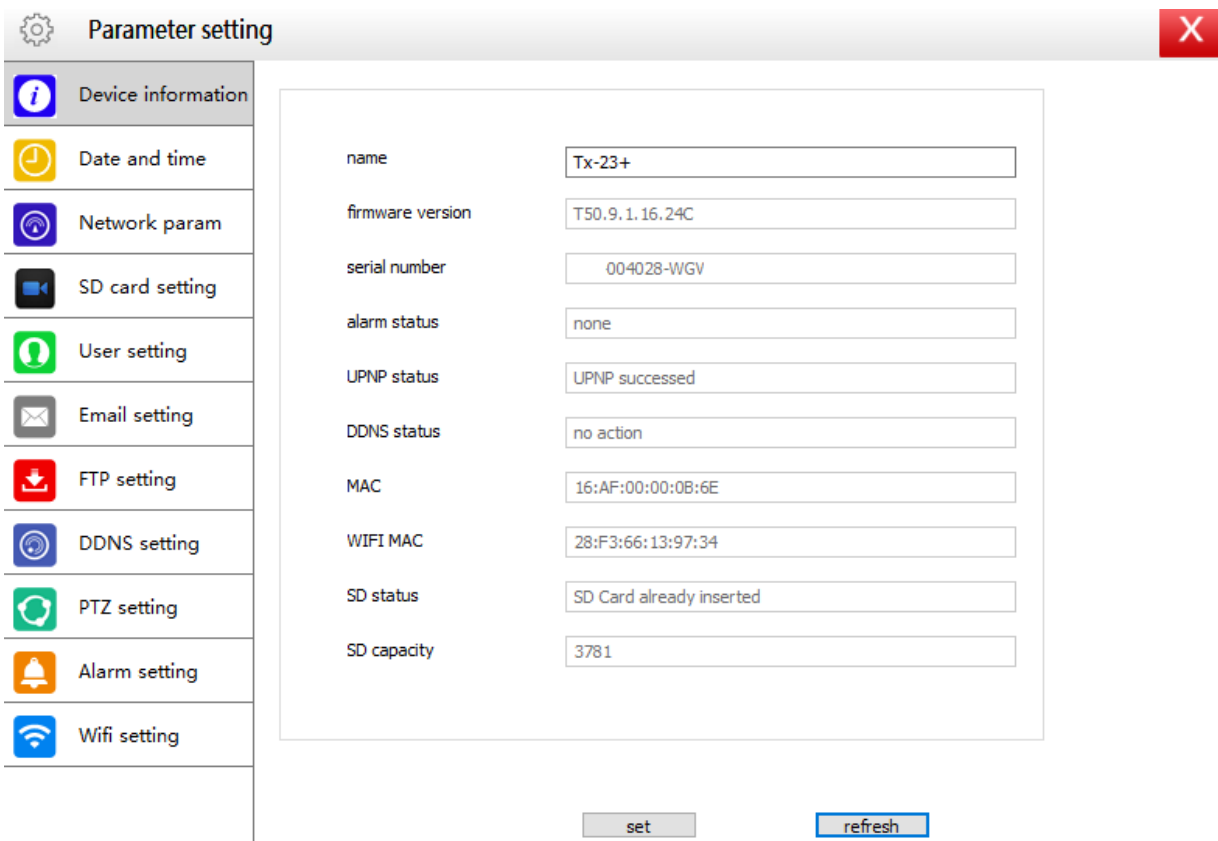 Parameter setting
X
Device information
Date and time
Network param
SD card setting
User setting
Email setting
FTP setting
DDNS setting
PTZ setting
Alarm setting
Wifi setting
name Tx-23+
firmware version T50.9.1.16.24C
serial number 004028-WGV
alarm status none
UPNP status UPNP successed
DDNS status no action
MAC 16:AF:00:00:0B:6E
WIFI MAC 28:F3:66:13:97:34
SD status SD Card already inserted
SD capacity 3781
set refresh